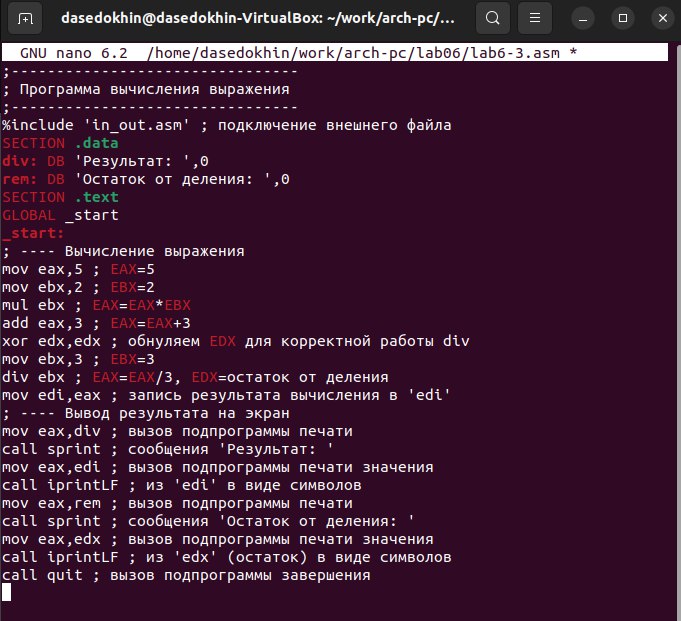 dasedokhin@dasedokhin-VirtualBox: ~/work/arch-pc/...
GNU nano 6.2 /home/dasedokhin/work/arch-pc/lab06/lab6-3.asm *
;--------------------------------
; Программа вычисления выражения
;--------------------------------
%include 'in_out.asm' ; подключение внешнего файла
SECTION .data
div: DB 'Результат: ',0
rem: DB 'Остаток от деления: ',0
SECTION .text
GLOBAL _start
_start:
; ---- Вычисление выражения
mov eax,5 ; EAX=5
mov ebx,2 ; EBX=2
mul ebx ; EAX=EAX*EBX
add eax,3 ; EAX=EAX+3
xor edx,edx ; обнуляем EDX для корректной работы div
mov ebx,3 ; EBX=3
div ebx ; EAX=EAX/3, EDX=остаток от деления
mov edi,eax ; запись результата вычисления в 'edi'
; ---- Вывод результата на экран
mov eax,div ; вызов подпрограммы печати
call sprint ; сообщения 'Результат: '
mov eax,edi ; вызов подпрограммы печати значения
call iprintLF ; из 'edi' в виде символов
mov eax,rem ; вызов подпрограммы печати
call sprint ; сообщения 'Остаток от деления: '
mov eax,edx ; вызов подпрограммы печати значения
call iprintLF ; из 'edx' (остаток) в виде символов
call quit ; вызов подпрограммы завершения